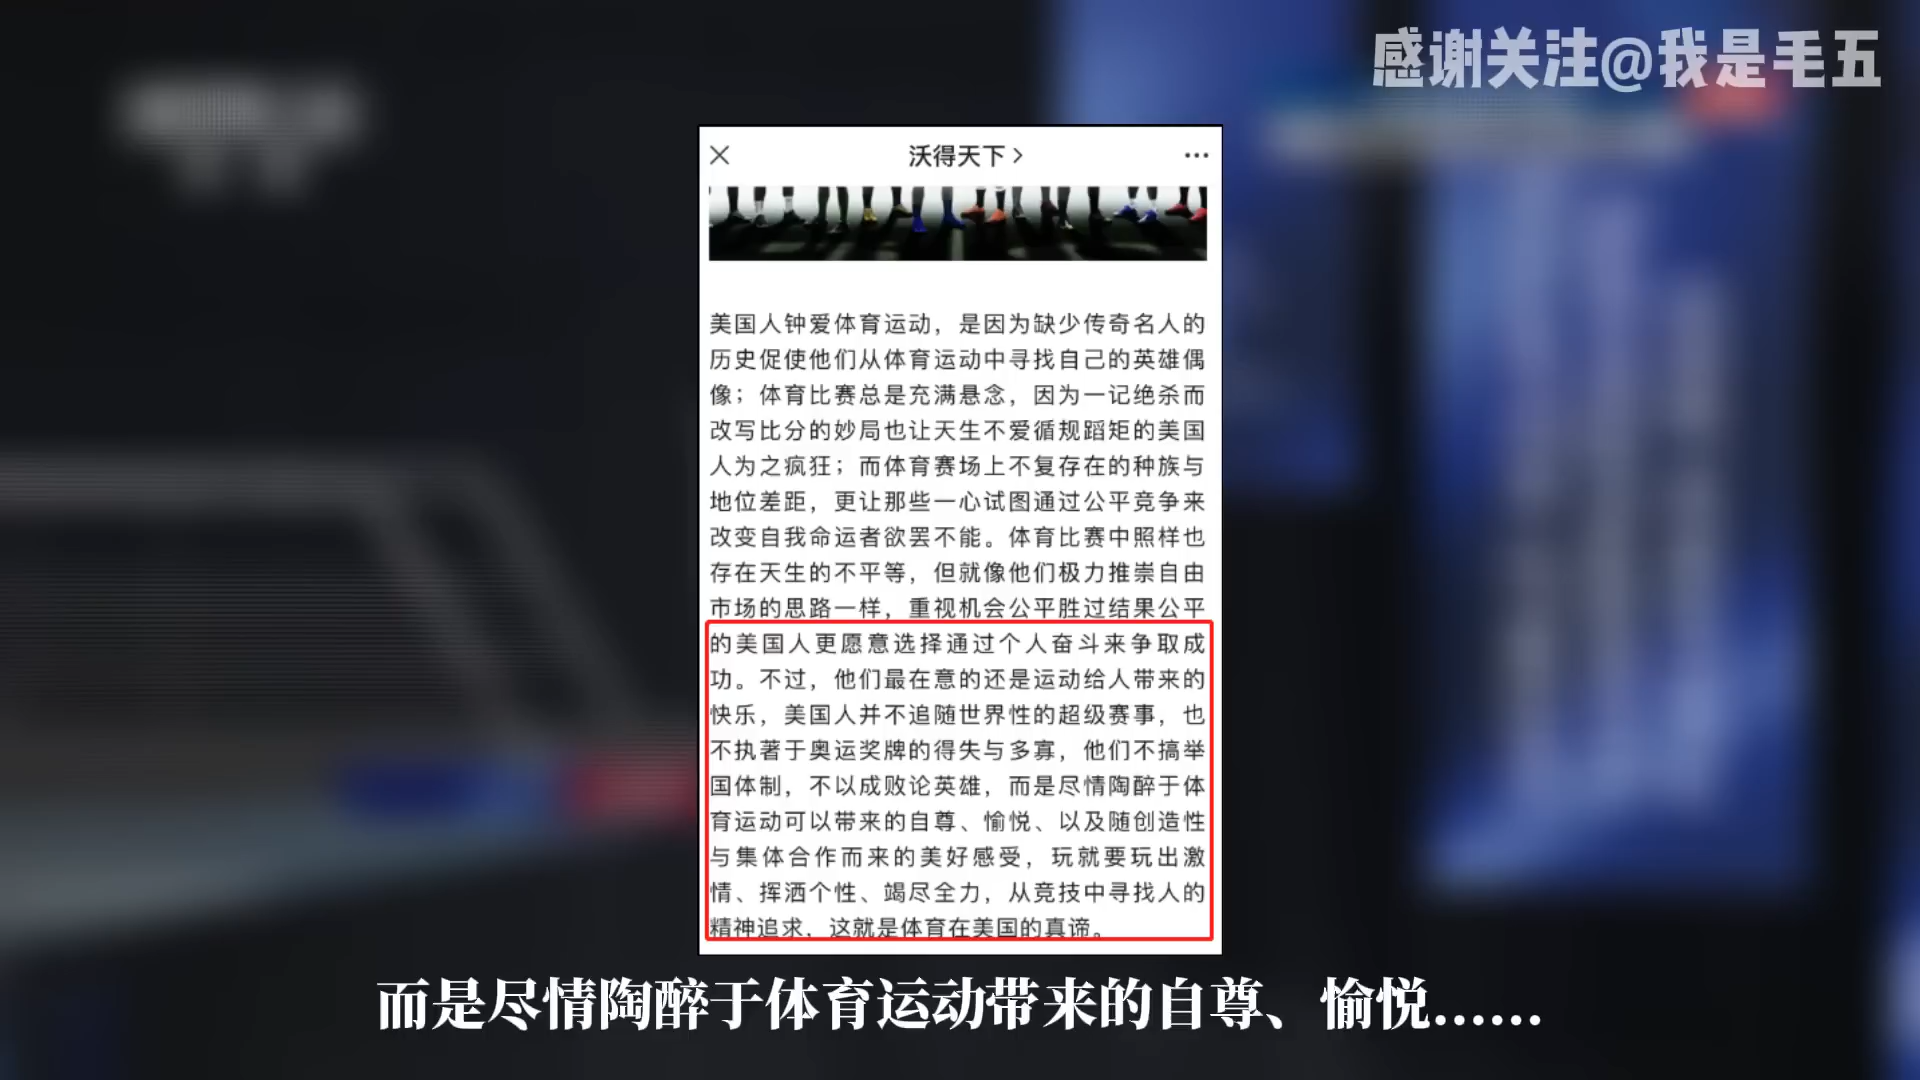 感谢关注@我是毛五
沃得天下
美国人钟爱体育运动，是因为缺少传奇名人的
历史促使他们从体育运动中寻找自己的英雄偶
像；体育比赛总是充满悬念，因为一记绝杀而
改写比分的妙局也让天生不爱循规蹈矩的美国
人为之疯狂；而体育赛场上不复存在的种族与
地位差距，更让那些一心试图通过公平竞争来
改变自我命运者欲罢不能。体育比赛中照样也
存在天生的不平等，但就像他们极力推崇自由
市场的思路一样，重视机会公平胜过结果公平
的美国人更愿意选择通过个人奋斗来争取成
功。不过，他们最在意的还是运动给人带来的
快乐，美国人并不追随世界性的超级赛事，也
不执著于奥运奖牌的得失与多寡，他们不搞举
国体制，不以成败论英雄，而是尽情陶醉于体
育运动可以带来的自尊、愉悦、以及随创造性
与集体合作而来的美好感受，玩就要玩出激
情、挥洒个性、竭尽全力，从竞技中寻找人的
精神追求，这就是体育在美国的真谛。
而是尽情陶醉于体育运动带来的自尊、愉悦……